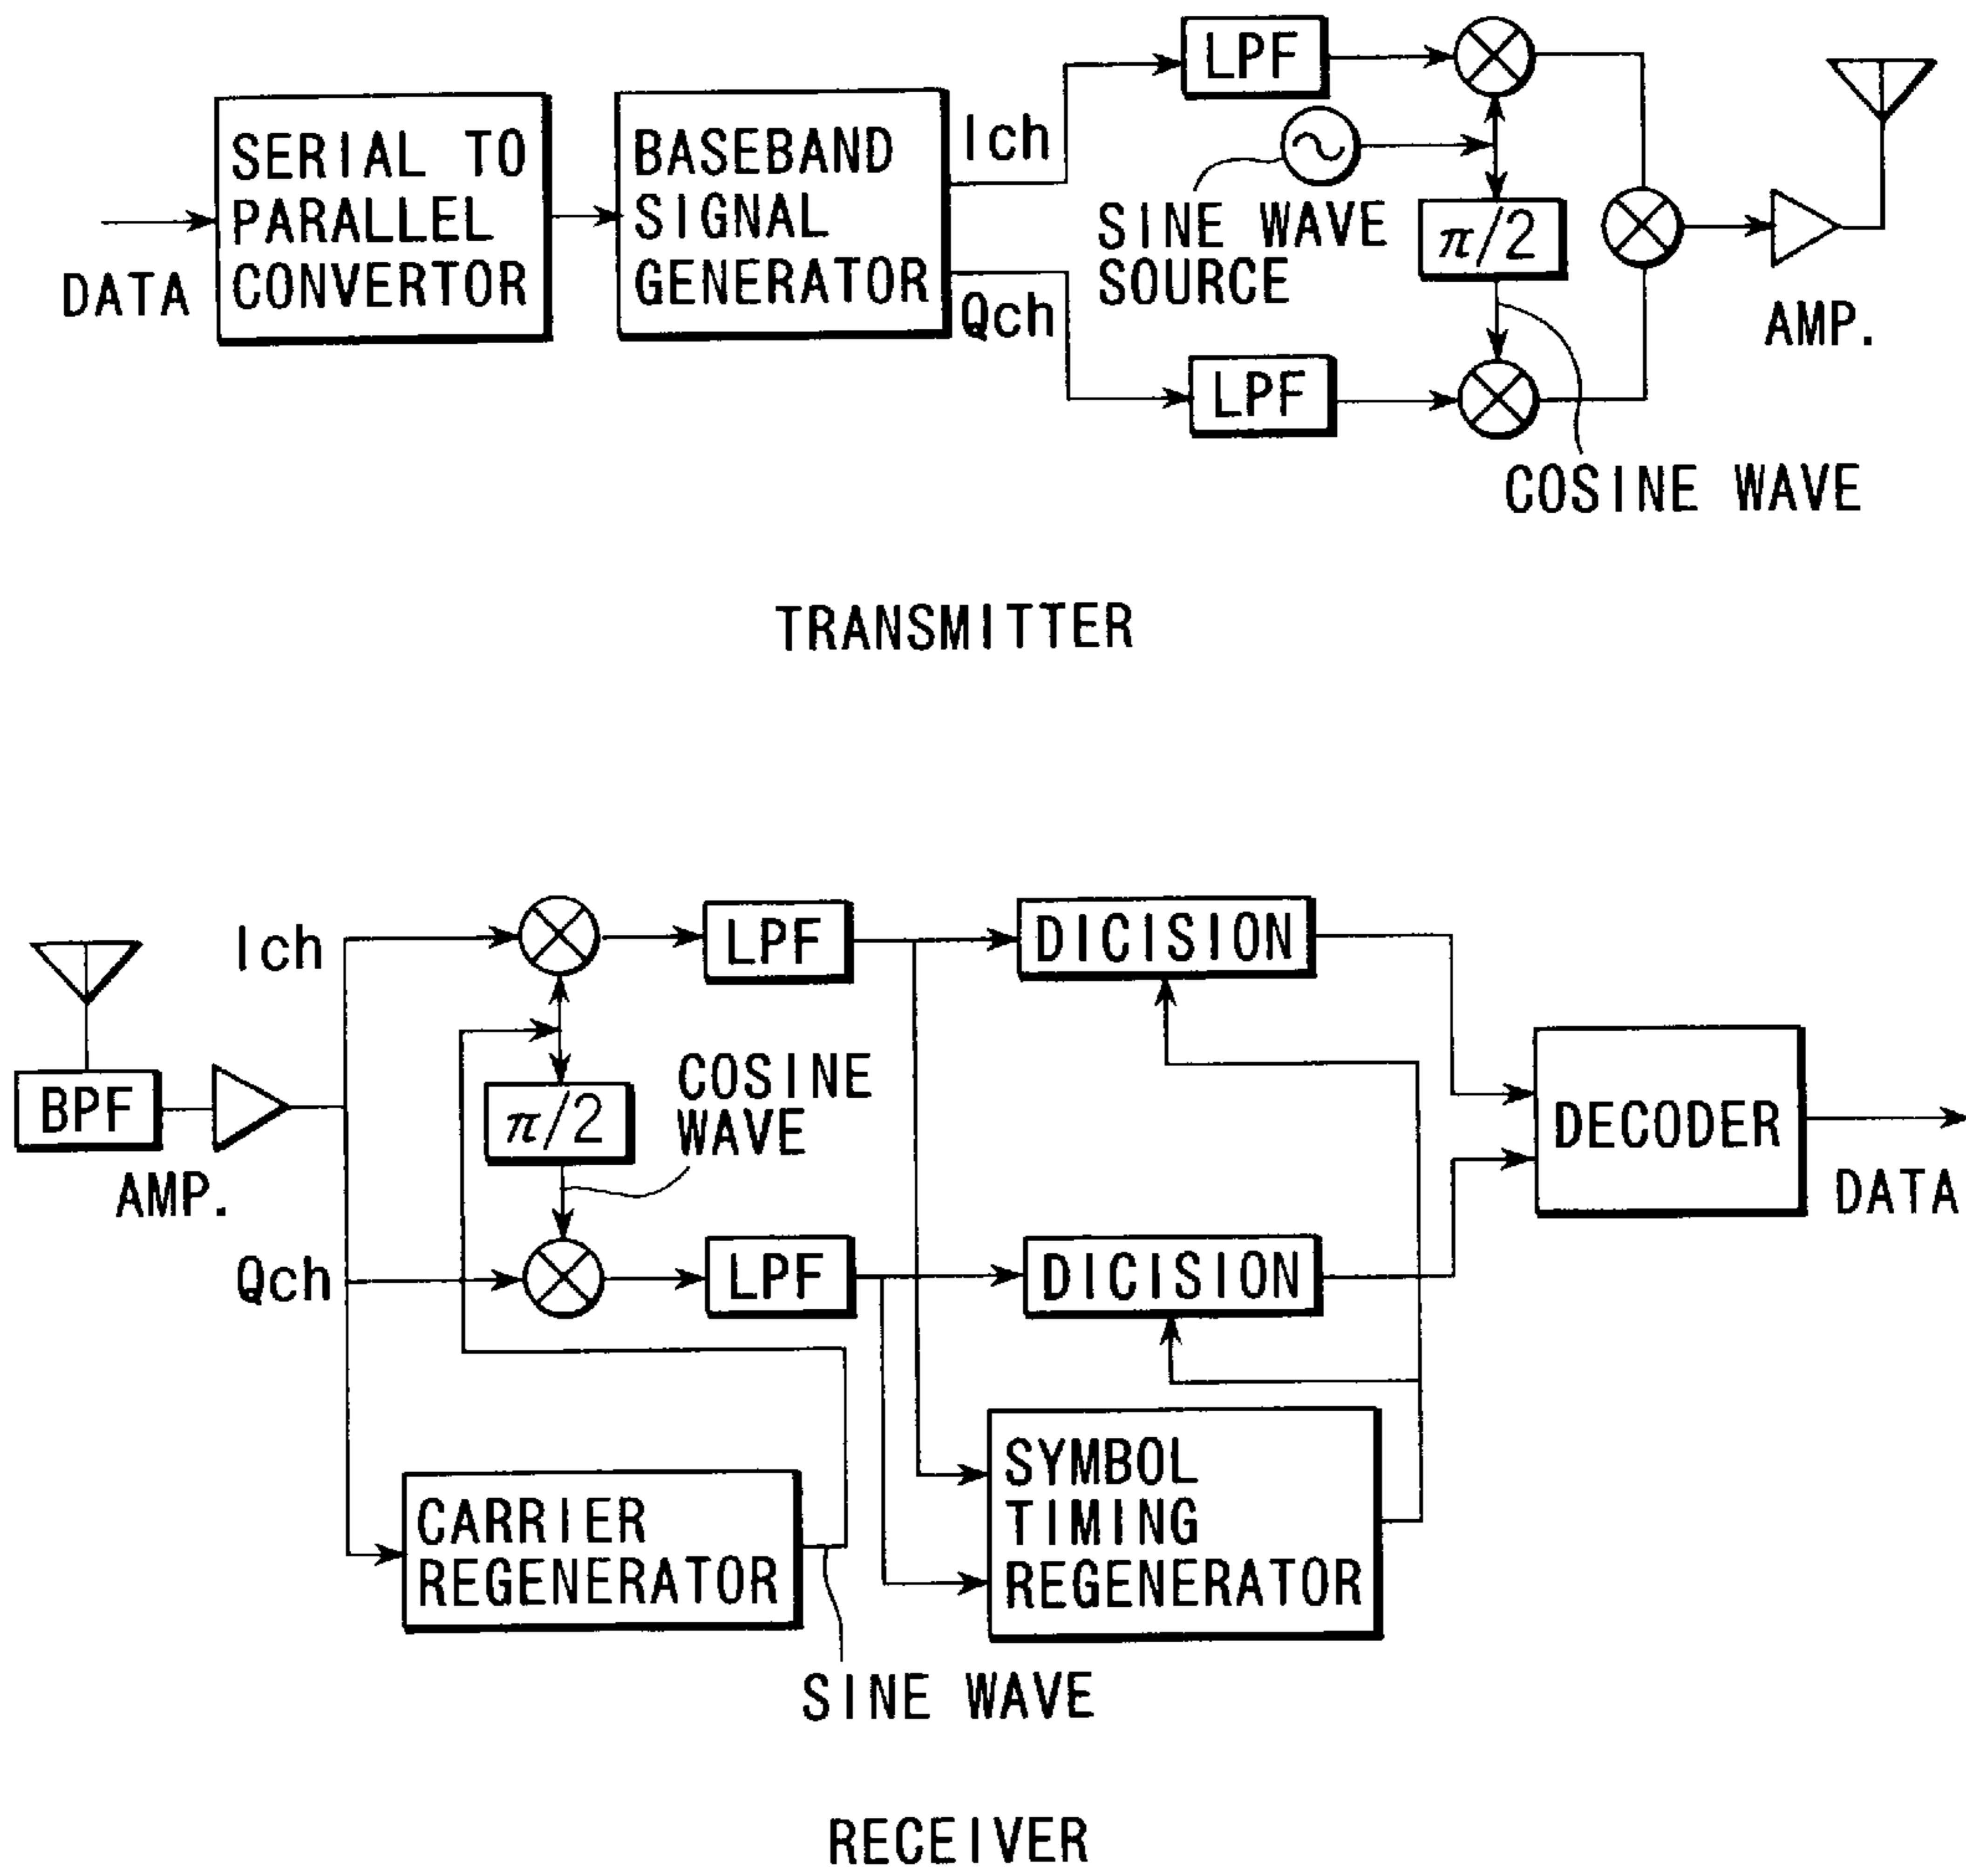 LPF
Ich
SERIAL TO
PARALLEL
CONVERTOR
BASEBAND
SIGNAL
GENERATOR
SINE WAVE
SOURCE
π/2
DATA
Qch
AMP.
LPF
COSINE WAVE
TRANSMITTER
Ich
LPF
DICISION
BPF
COSINE
WAVE
π/2
DECODER
AMP.
DATA
Qch
LPF
DICISION
SYMBOL
TIMING
REGENERATOR
CARRIER
REGENERATOR
SINE WAVE
RECEIVER